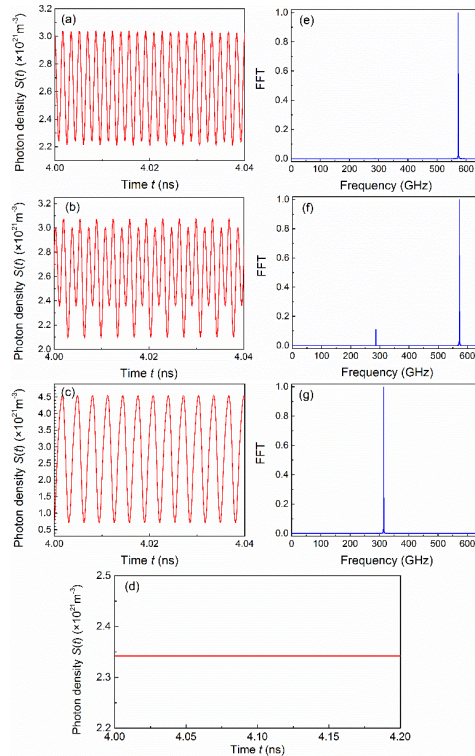 (a)
Photon density S(t) (×10²¹m⁻³)
3.0
2.8
2.6
2.4
2.2
4.00 4.02 4.04
Time t (ns)
(e)
FFT
1.0
0.8
0.6
0.4
0.2
0.0
0 100 200 300 400 500 600
Frequency (GHz)
(b)
Photon density S(t) (×10²¹m⁻³)
3.2
3.0
2.8
2.6
2.4
2.2
2.0
4.00 4.02 4.04
Time t (ns)
(f)
FFT
1.0
0.8
0.6
0.4
0.2
0.0
0 100 200 300 400 500 600
Frequency (GHz)
(c)
Photon density S(t) (×10²¹m⁻³)
4.5
4.0
3.5
3.0
2.5
2.0
1.5
1.0
0.5
4.00 4.02 4.04
Time t (ns)
(g)
FFT
1.0
0.8
0.6
0.4
0.2
0.0
0 100 200 300 400 500 600
Frequency (GHz)
(d)
Photon density S(t) (×10²¹m⁻³)
2.5
2.4
2.3
2.2
4.00 4.05 4.10 4.15 4.20
Time t (ns)